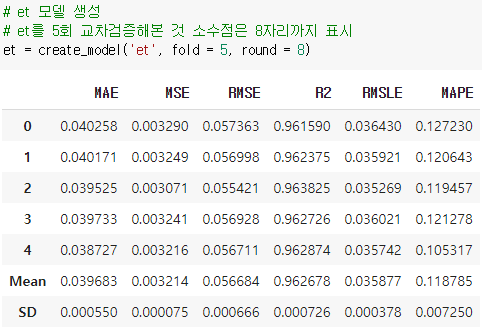 # et 모델 생성
# et를 5회 교차검증해본 것 소수점은 8자리까지 표시
et = create_model('et', fold = 5, round = 8)
MAE MSE RMSE R2 RMSLE MAPE
0 0.040258 0.003290 0.057363 0.961590 0.036430 0.127230
1 0.040171 0.003249 0.056998 0.962375 0.035921 0.120643
2 0.039525 0.003071 0.055421 0.963825 0.035269 0.119457
3 0.039733 0.003241 0.056928 0.962726 0.036021 0.121278
4 0.038727 0.003216 0.056711 0.962874 0.035742 0.105317
Mean 0.039683 0.003214 0.056684 0.962678 0.035877 0.118785
SD 0.000550 0.000075 0.000666 0.000726 0.000378 0.007250